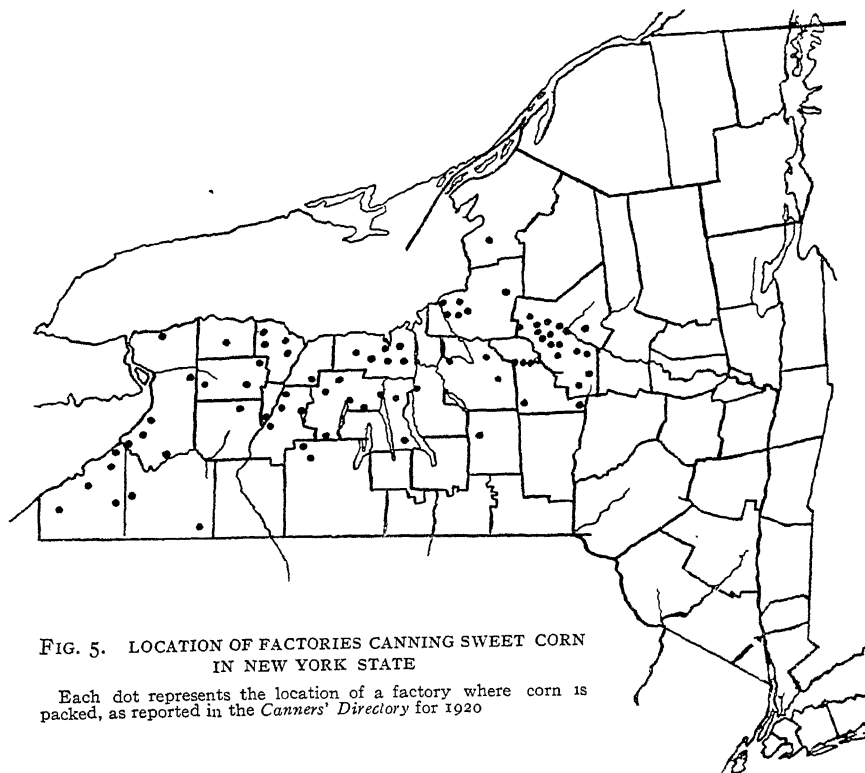 FIG. 5. LOCATION OF FACTORIES CANNING SWEET CORN
IN NEW YORK STATE
Each dot represents the location of a factory where corn is
packed, as reported in the Canners' Directory for 1920